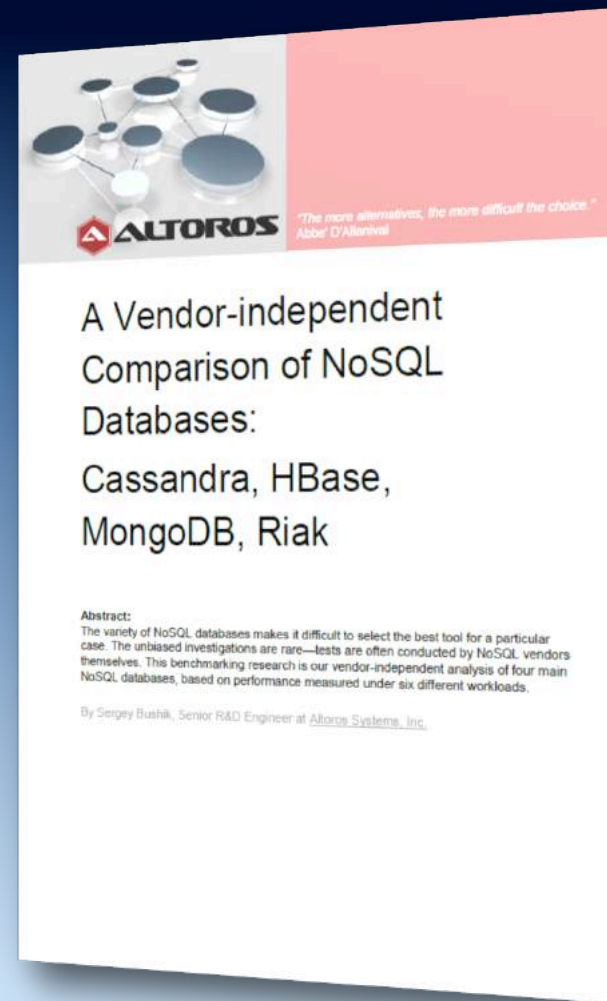 ALTOROS
"The more alternatives, the more difficult the choice."
Abbe' D'Allanival
A Vendor-independent
Comparison of NoSQL
Databases:
Cassandra, HBase,
MongoDB, Riak
Abstract:
The variety of NoSQL databases makes it difficult to select the best tool for a particular
case. The unbiased investigations are rare—tests are often conducted by NoSQL vendors
themselves. This benchmarking research is our vendor-independent analysis of four main
NoSQL databases, based on performance measured under six different workloads.
By Sergey Bushik, Senior R&D Engineer at Altoros Systems, Inc.